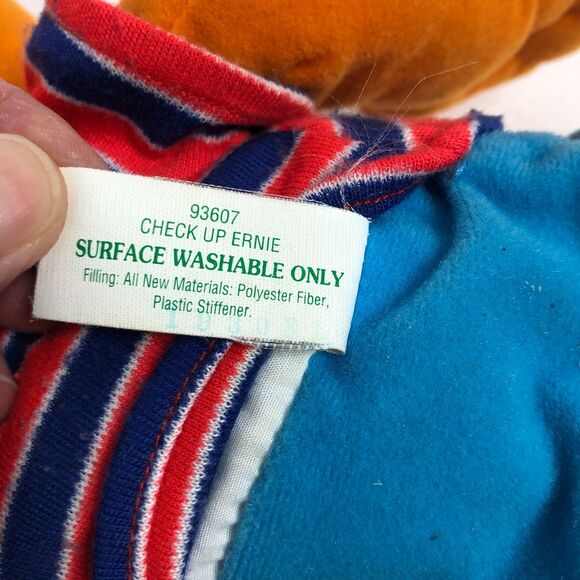 93607
CHECK UP ERNIE
SURFACE WASHABLE ONLY
Filling: All New Materials: Polyester Fiber,
Plastic Stiffener.